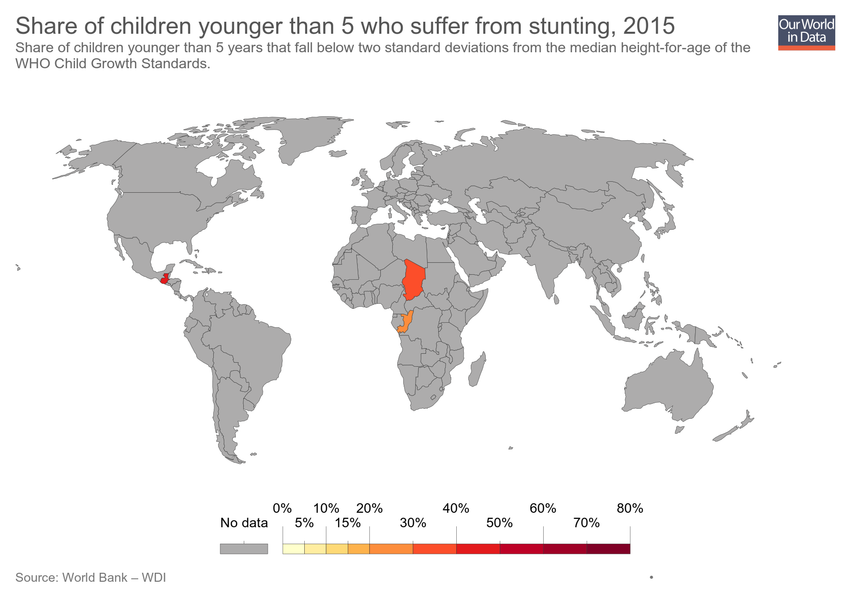 Share of children younger than 5 who suffer from stunting, 2015
Share of children younger than 5 years that fall below two standard deviations from the median height-for-age of the
WHO Child Growth Standards.
Our World
in Data
0% 10% 20% 40% 60% 80%
No data 5% 15% 30% 50% 70%
Source: World Bank – WDI